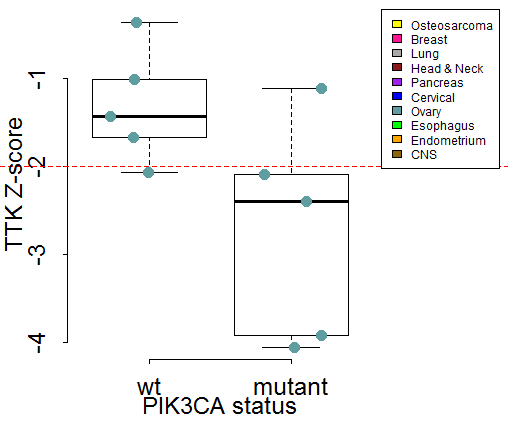 Osteosarcoma
Breast
Lung
Head & Neck
Pancreas
Cervical
Ovary
Esophagus
Endometrium
CNS
TTK Z-score
-1
-2
-3
-4
wt mutant
PIK3CA status